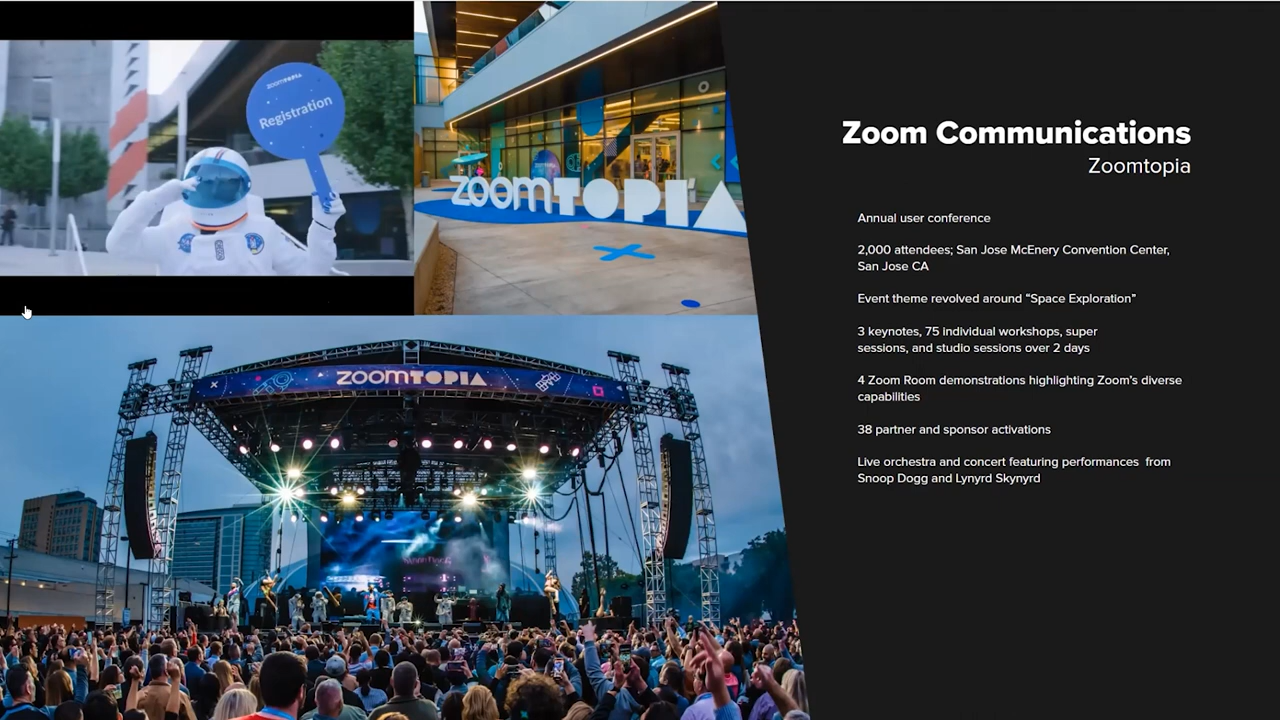 zoomTOPIA
Registration
zoomTOPIA
zoomTOPIA
Zoom Communications
Zoomtopia
Annual user conference
2,000 attendees; San Jose McEnery Convention Center,
San Jose CA
Event theme revolved around “Space Exploration”
3 keynotes, 75 individual workshops, super
sessions, and studio sessions over 2 days
4 Zoom Room demonstrations highlighting Zoom’s diverse
capabilities
38 partner and sponsor activations
Live orchestra and concert featuring performances  from
Snoop Dogg and Lynyrd Skynyrd